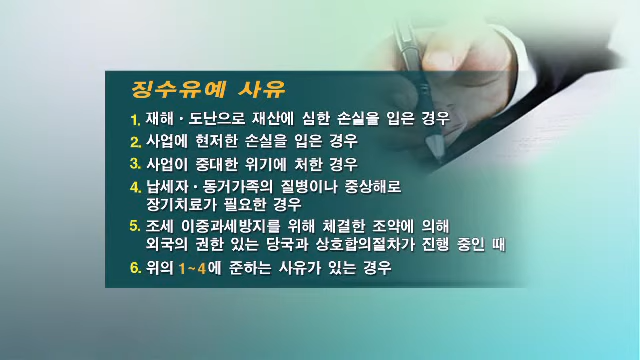 징수유예 사유
1. 재해·도난으로 재산에 심한 손실을 입은 경우
2. 사업에 현저한 손실을 입은 경우
3. 사업이 중대한 위기에 처한 경우
4. 납세자·동거가족의 질병이나 중상해로
장기치료가 필요한 경우
5. 조세 이중과세방지를 위해 체결한 조약에 의해
외국의 권한 있는 당국과 상호합의절차가 진행 중인 때
6. 위의 1~4에 준하는 사유가 있는 경우